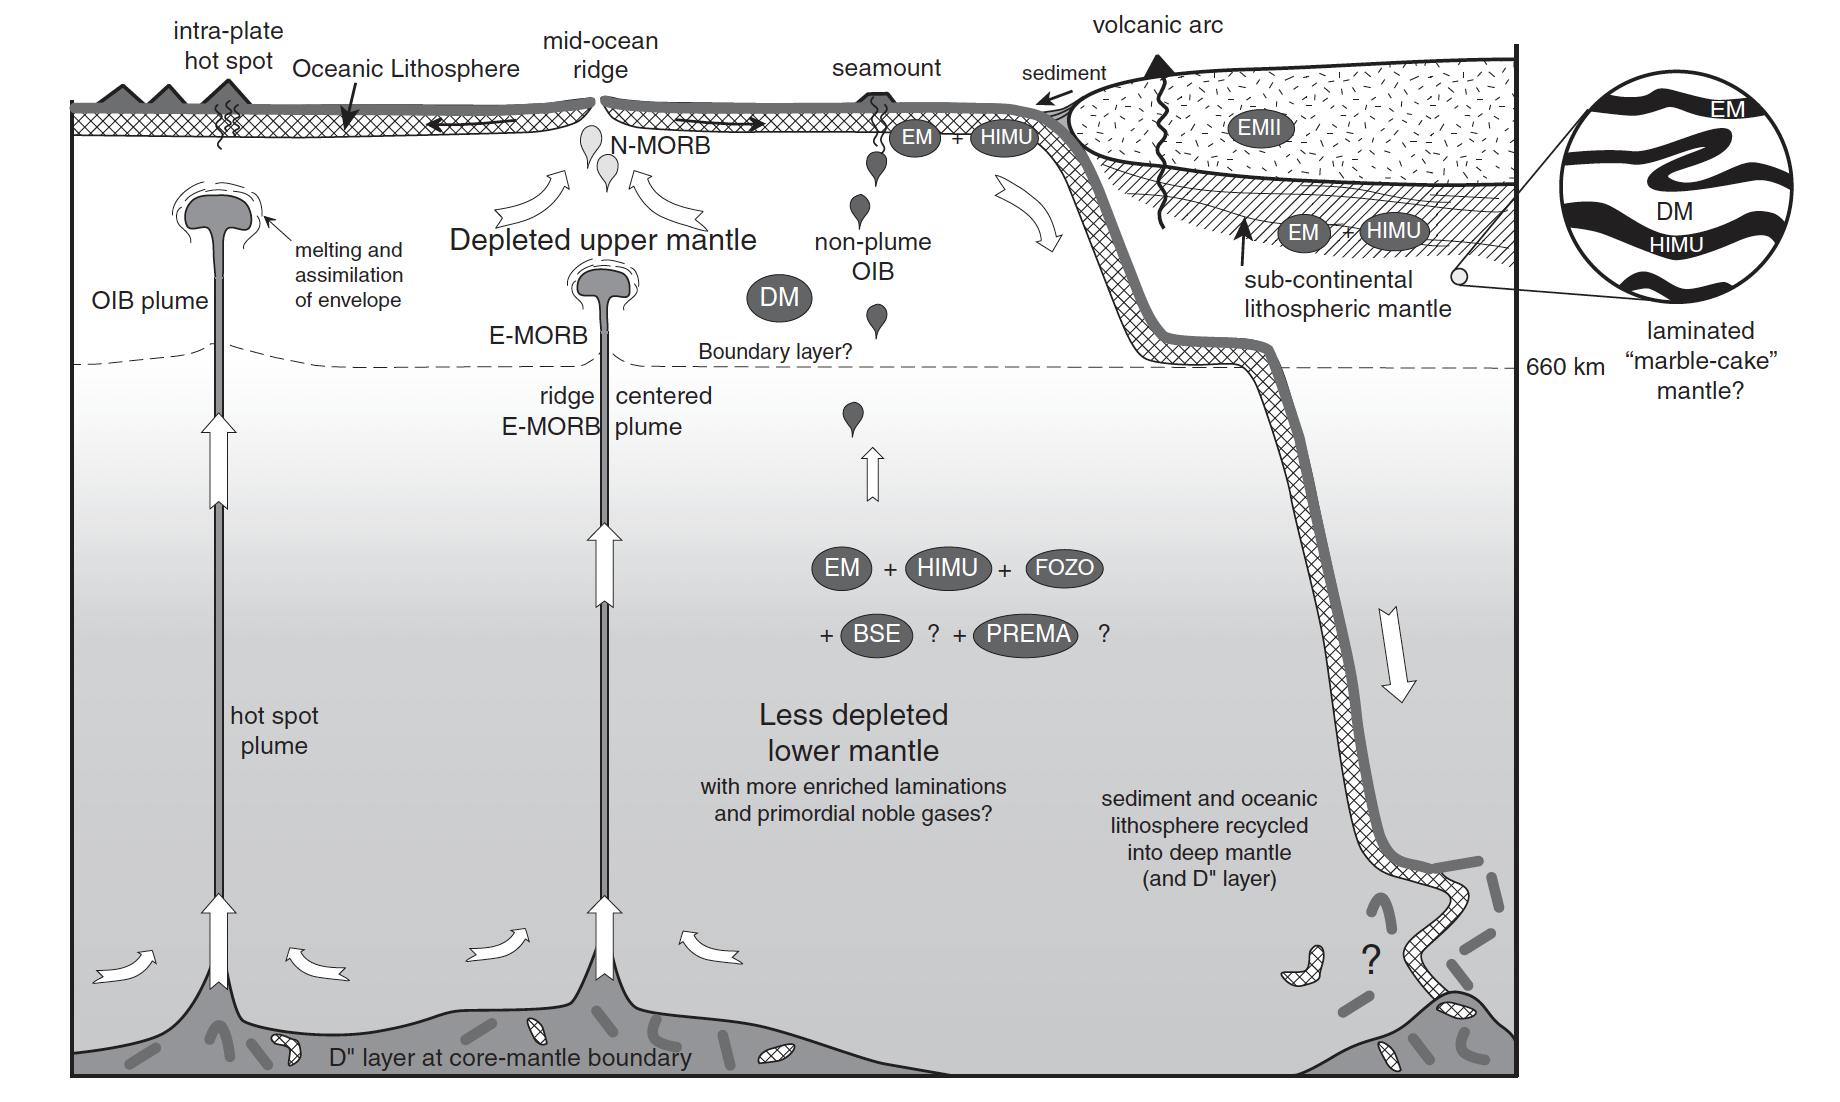 intra-plate
hot spot
Oceanic Lithosphere
mid-ocean
ridge
seamount
volcanic arc
sediment
N-MORB
EM + HIMU
EMII
EM
DM
HIMU
Depleted upper mantle
melting and
assimilation
of envelope
OIB plume
non-plume
OIB
DM
EM + HIMU
sub-continental
lithospheric mantle
E-MORB
Boundary layer?
laminated
“marble-cake”
mantle?
660 km
ridge centered
E-MORB plume
EM + HIMU + FOZO
+ BSE ? + PREMA ?
hot spot
plume
Less depleted
lower mantle
with more enriched laminations
and primordial noble gases?
sediment and oceanic
lithosphere recycled
into deep mantle
(and D" layer)
?
D" layer at core-mantle boundary